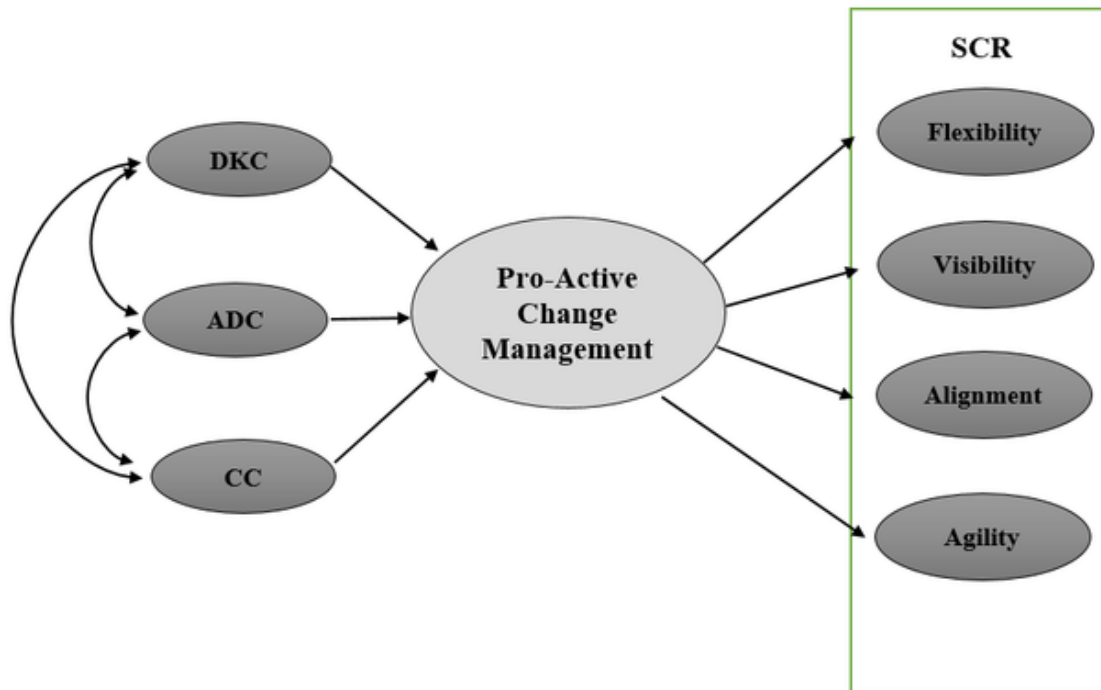 SCR
Flexibility
DKC
Visibility
Pro-Active
Change
Management
ADC
Alignment
CC
Agility